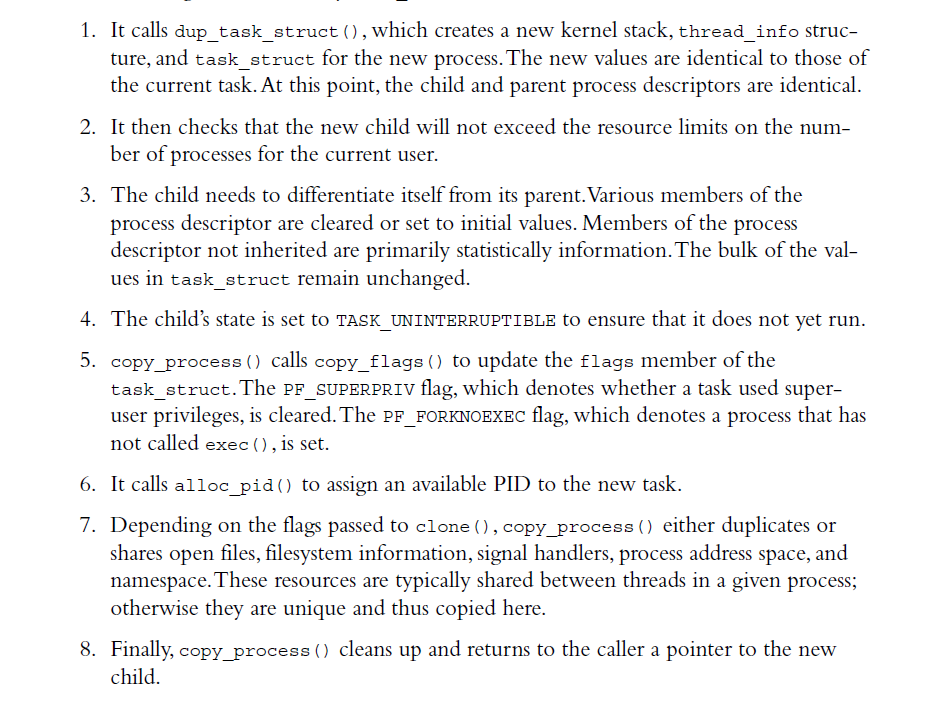 1. It calls dup_task_struct(), which creates a new kernel stack, thread_info struc-
ture, and task_struct for the new process. The new values are identical to those of
the current task. At this point, the child and parent process descriptors are identical.
2. It then checks that the new child will not exceed the resource limits on the num-
ber of processes for the current user.
3. The child needs to differentiate itself from its parent. Various members of the
process descriptor are cleared or set to initial values. Members of the process
descriptor not inherited are primarily statistically information. The bulk of the val-
ues in task_struct remain unchanged.
4. The child's state is set to TASK_UNINTERRUPTIBLE to ensure that it does not yet run.
5. copy_process() calls copy_flags() to update the flags member of the
task_struct. The PF_SUPERPRIV flag, which denotes whether a task used super-
user privileges, is cleared. The PF_FORKNOEXEC flag, which denotes a process that has
not called exec(), is set.
6. It calls alloc_pid() to assign an available PID to the new task.
7. Depending on the flags passed to clone(), copy_process() either duplicates or
shares open files, filesystem information, signal handlers, process address space, and
namespace. These resources are typically shared between threads in a given process;
otherwise they are unique and thus copied here.
8. Finally, copy_process() cleans up and returns to the caller a pointer to the new
child.